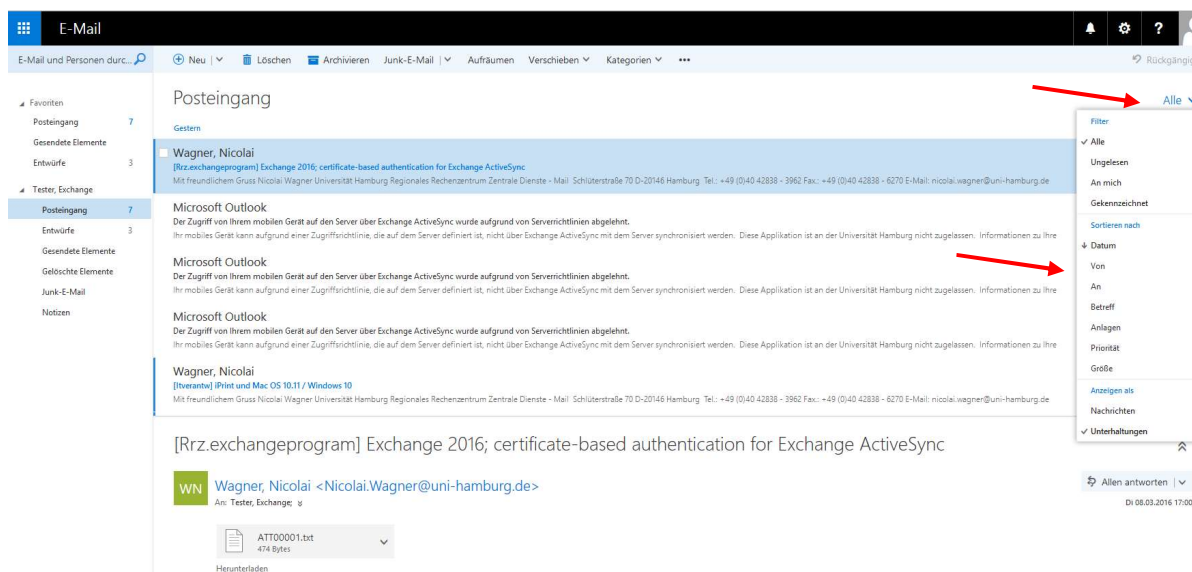 E-Mail
?
E-Mail und Personen durc...
Neu
Löschen
Archivieren
Junk-E-Mail
Aufräumen
Verschieben
Kategorien
•••
Rückgängig
Favoriten
Posteingang 7
Gesendete Elemente
Entwürfe 3
Tester, Exchange
Posteingang 7
Entwürfe 3
Gesendete Elemente
Gelöschte Elemente
Junk-E-Mail
Notizen
Posteingang
Alle
Gestern
Wagner, Nicolai
[Rrz.exchangeprogram] Exchange 2016; certificate-based authentication for Exchange ActiveSync
Mit freundlichem Gruss Nicolai Wagner Universität Hamburg Regionales Rechenzentrum Zentrale Dienste - Mail Schlüterstraße 70 D-20146 Hamburg Tel.: +49 (0)40 42838 - 3962 Fax.: +49 (0)40 42838 - 6270 E-Mail: nicolai.wagner@uni-hamburg.de
Microsoft Outlook
Der Zugriff von Ihrem mobilen Gerät auf den Server über Exchange ActiveSync wurde aufgrund von Serverrichtlinien abgelehnt.
Ihr mobiles Gerät kann aufgrund einer Zugriffsrichtlinie, die auf dem Server definiert ist, nicht über Exchange ActiveSync mit dem Server synchronisiert werden. Diese Applikation ist an der Universität Hamburg nicht zugelassen. Informationen zu Ihre
Microsoft Outlook
Der Zugriff von Ihrem mobilen Gerät auf den Server über Exchange ActiveSync wurde aufgrund von Serverrichtlinien abgelehnt.
Ihr mobiles Gerät kann aufgrund einer Zugriffsrichtlinie, die auf dem Server definiert ist, nicht über Exchange ActiveSync mit dem Server synchronisiert werden. Diese Applikation ist an der Universität Hamburg nicht zugelassen. Informationen zu Ihre
Microsoft Outlook
Der Zugriff von Ihrem mobilen Gerät auf den Server über Exchange ActiveSync wurde aufgrund von Serverrichtlinien abgelehnt.
Ihr mobiles Gerät kann aufgrund einer Zugriffsrichtlinie, die auf dem Server definiert ist, nicht über Exchange ActiveSync mit dem Server synchronisiert werden. Diese Applikation ist an der Universität Hamburg nicht zugelassen. Informationen zu Ihre
Wagner, Nicolai
[Itverantw] iPrint und Mac OS 10.11 / Windows 10
Mit freundlichem Gruss Nicolai Wagner Universität Hamburg Regionales Rechenzentrum Zentrale Dienste - Mail Schlüterstraße 70 D-20146 Hamburg Tel.: +49 (0)40 42838 - 3962 Fax.: +49 (0)40 42838 - 6270 E-Mail: nicolai.wagner@uni-hamburg.de
Filter
Alle
Ungelesen
An mich
Gekennzeichnet
Sortieren nach
Datum
Von
An
Betreff
Anlagen
Priorität
Größe
Anzeigen als
Nachrichten
Unterhaltungen
[Rrz.exchangeprogram] Exchange 2016; certificate-based authentication for Exchange ActiveSync
WN
Wagner, Nicolai <Nicolai.Wagner@uni-hamburg.de>
An: Tester, Exchange;
Allen antworten
Di 08.03.2016 17:00
ATT00001.txt
474 Bytes
Herunterladen